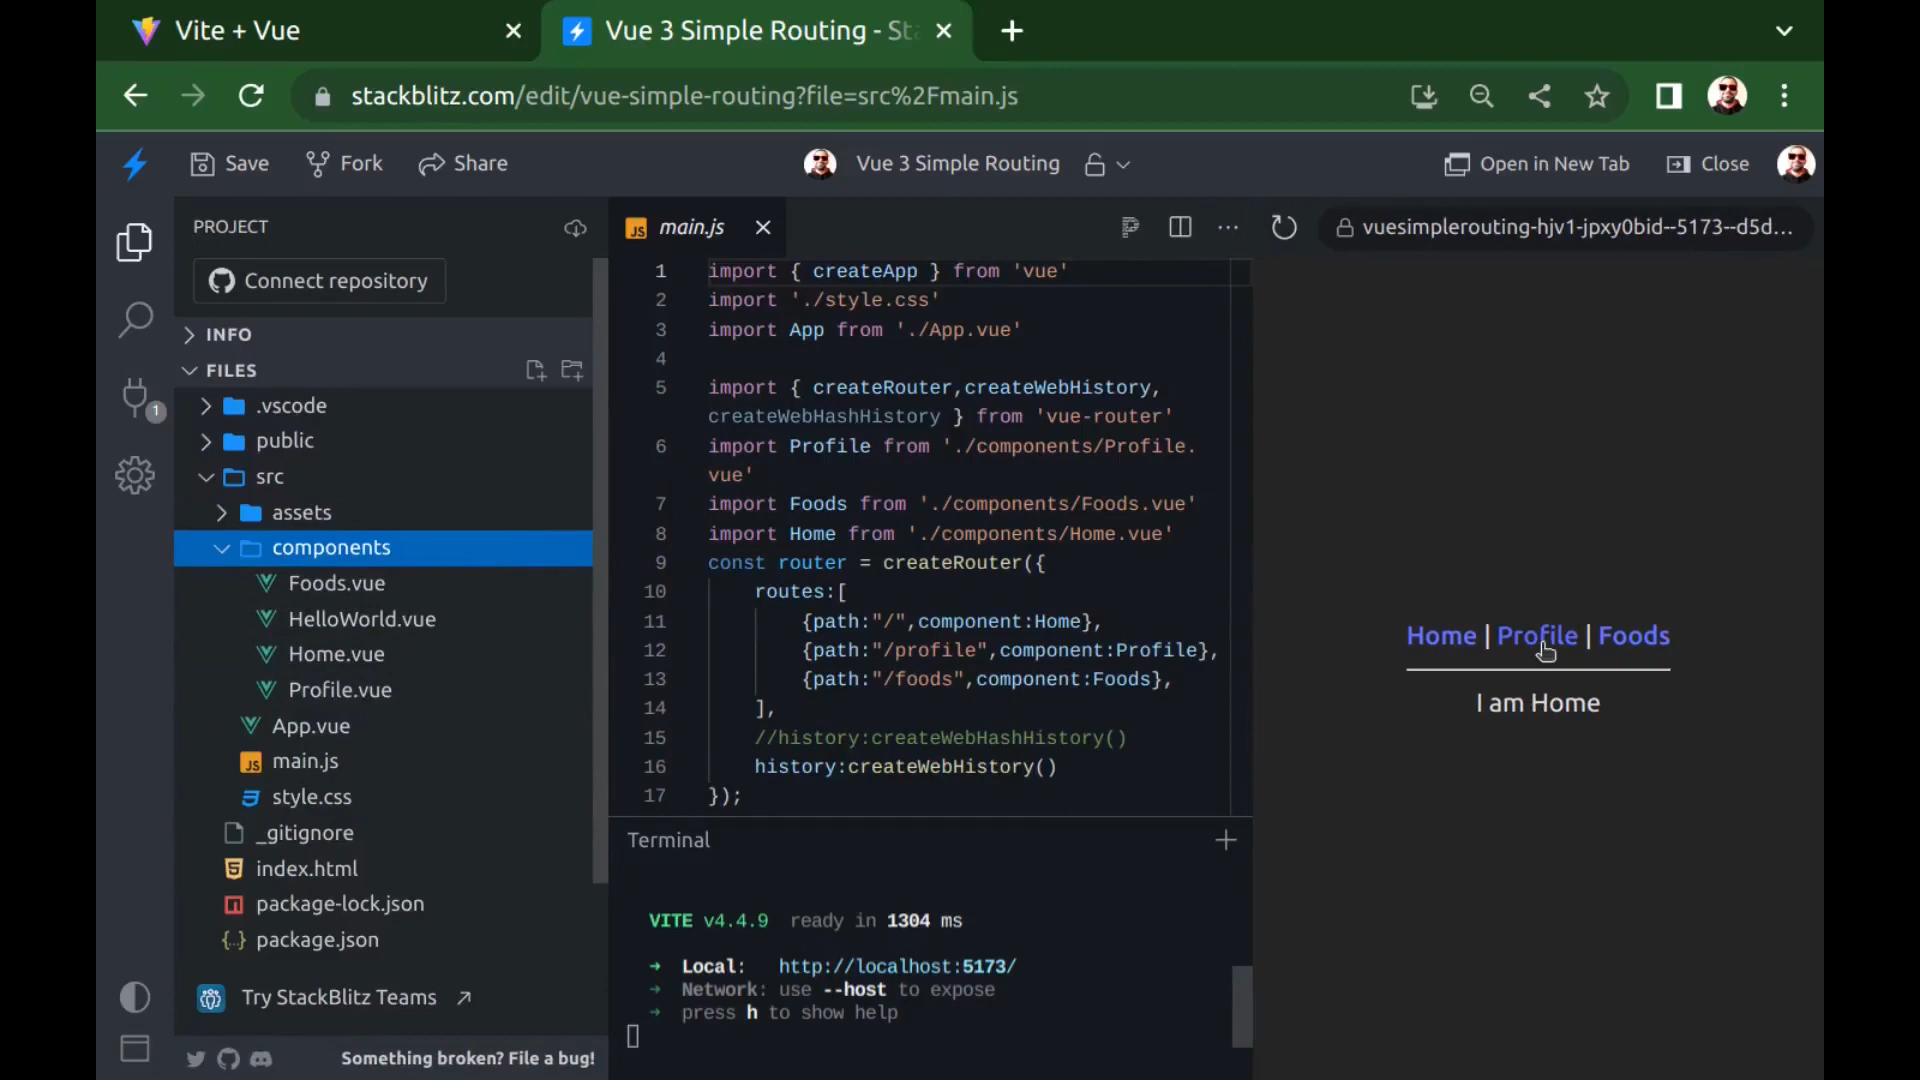 Vite + Vue
Vue 3 Simple Routing - St
stackblitz.com/edit/vue-simple-routing?file=src%2Fmain.js
Save
Fork
Share
Vue 3 Simple Routing
Open in New Tab
Close
PROJECT
Connect repository
INFO
FILES
.vscode
public
src
assets
components
Foods.vue
HelloWorld.vue
Home.vue
Profile.vue
App.vue
JS main.js
style.css
_gitignore
index.html
package-lock.json
{..} package.json
Try StackBlitz Teams
Something broken? File a bug!
1
JS main.js
1 import { createApp } from 'vue'
2 import './style.css'
3 import App from './App.vue'
4
5 import { createRouter,createWebHistory,
createWebHashHistory } from 'vue-router'
6 import Profile from './components/Profile.
vue'
7 import Foods from './components/Foods.vue'
8 import Home from './components/Home.vue'
9 const router = createRouter({
10 routes:[
11 {path:"/",component:Home},
12 {path:"/profile",component:Profile},
13 {path:"/foods",component:Foods},
14 ],
15 //history:createWebHashHistory()
16 history:createWebHistory()
17 });
Terminal
VITE v4.4.9 ready in 1304 ms
➜ Local: http://localhost:5173/
➜ Network: use --host to expose
➜ press h to show help
vuesimplerouting-hjv1-jpxy0bid--5173--d5d...
Home | Profile | Foods
I am Home